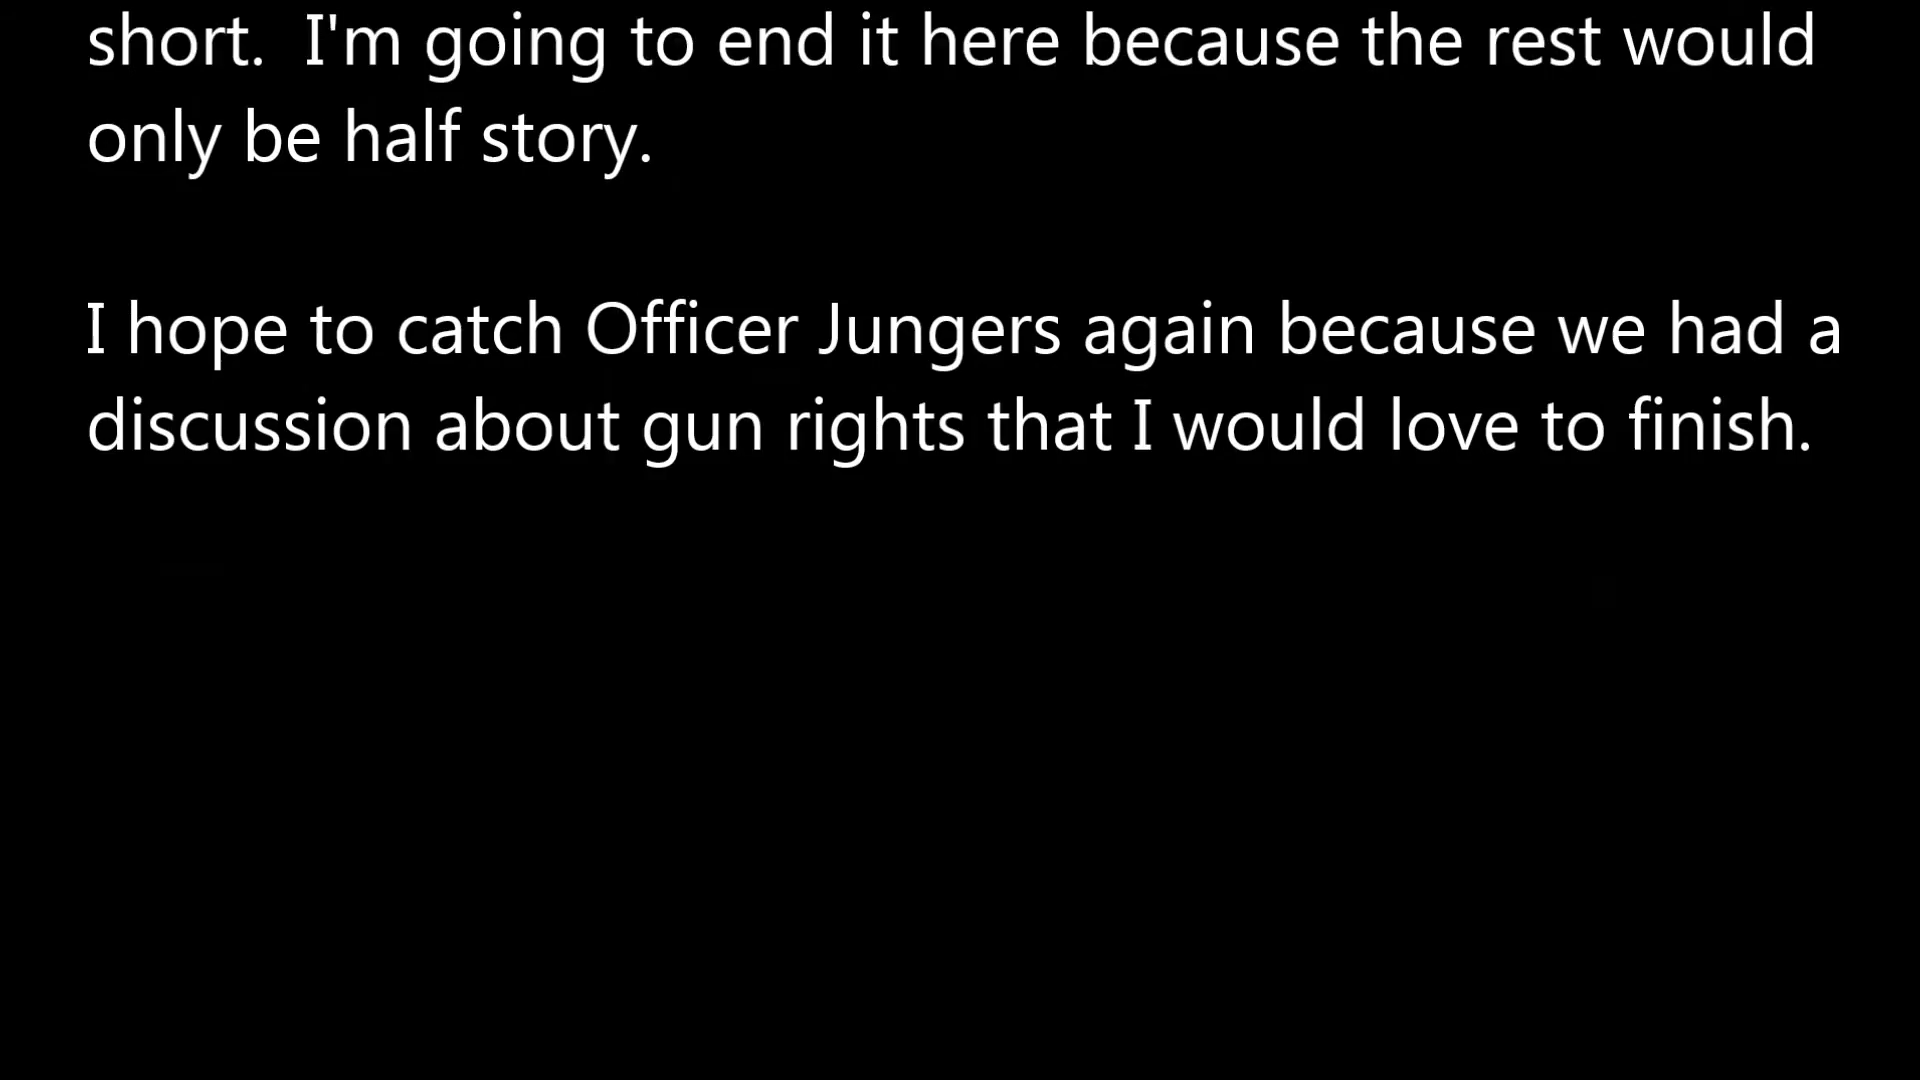 short.  I'm going to end it here because the rest would
only be half story.
I hope to catch Officer Jungers again because we had a
discussion about gun rights that I would love to finish.